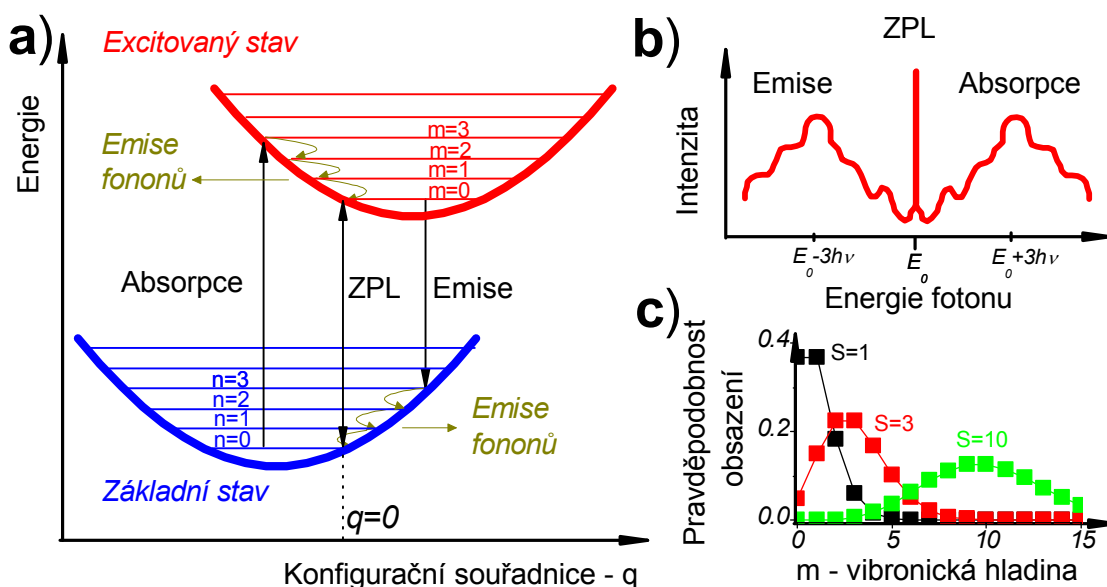 a)
Excitovaný stav
Energie
m=3
m=2
m=1
m=0
Emise
fononů
Absorpce
ZPL
Emise
n=3
n=2
n=1
n=0
Emise
fononů
Základní stav
q=0
Konfigurační souřadnice - q
b)
ZPL
Emise
Absorpce
Intenzita
E0-3hν
E0
E0+3hν
Energie fotonu
c)
Pravděpodobnost
obsazení
0.4
0.2
0.0
S=1
S=3
S=10
0
5
10
15
m - vibronická hladina